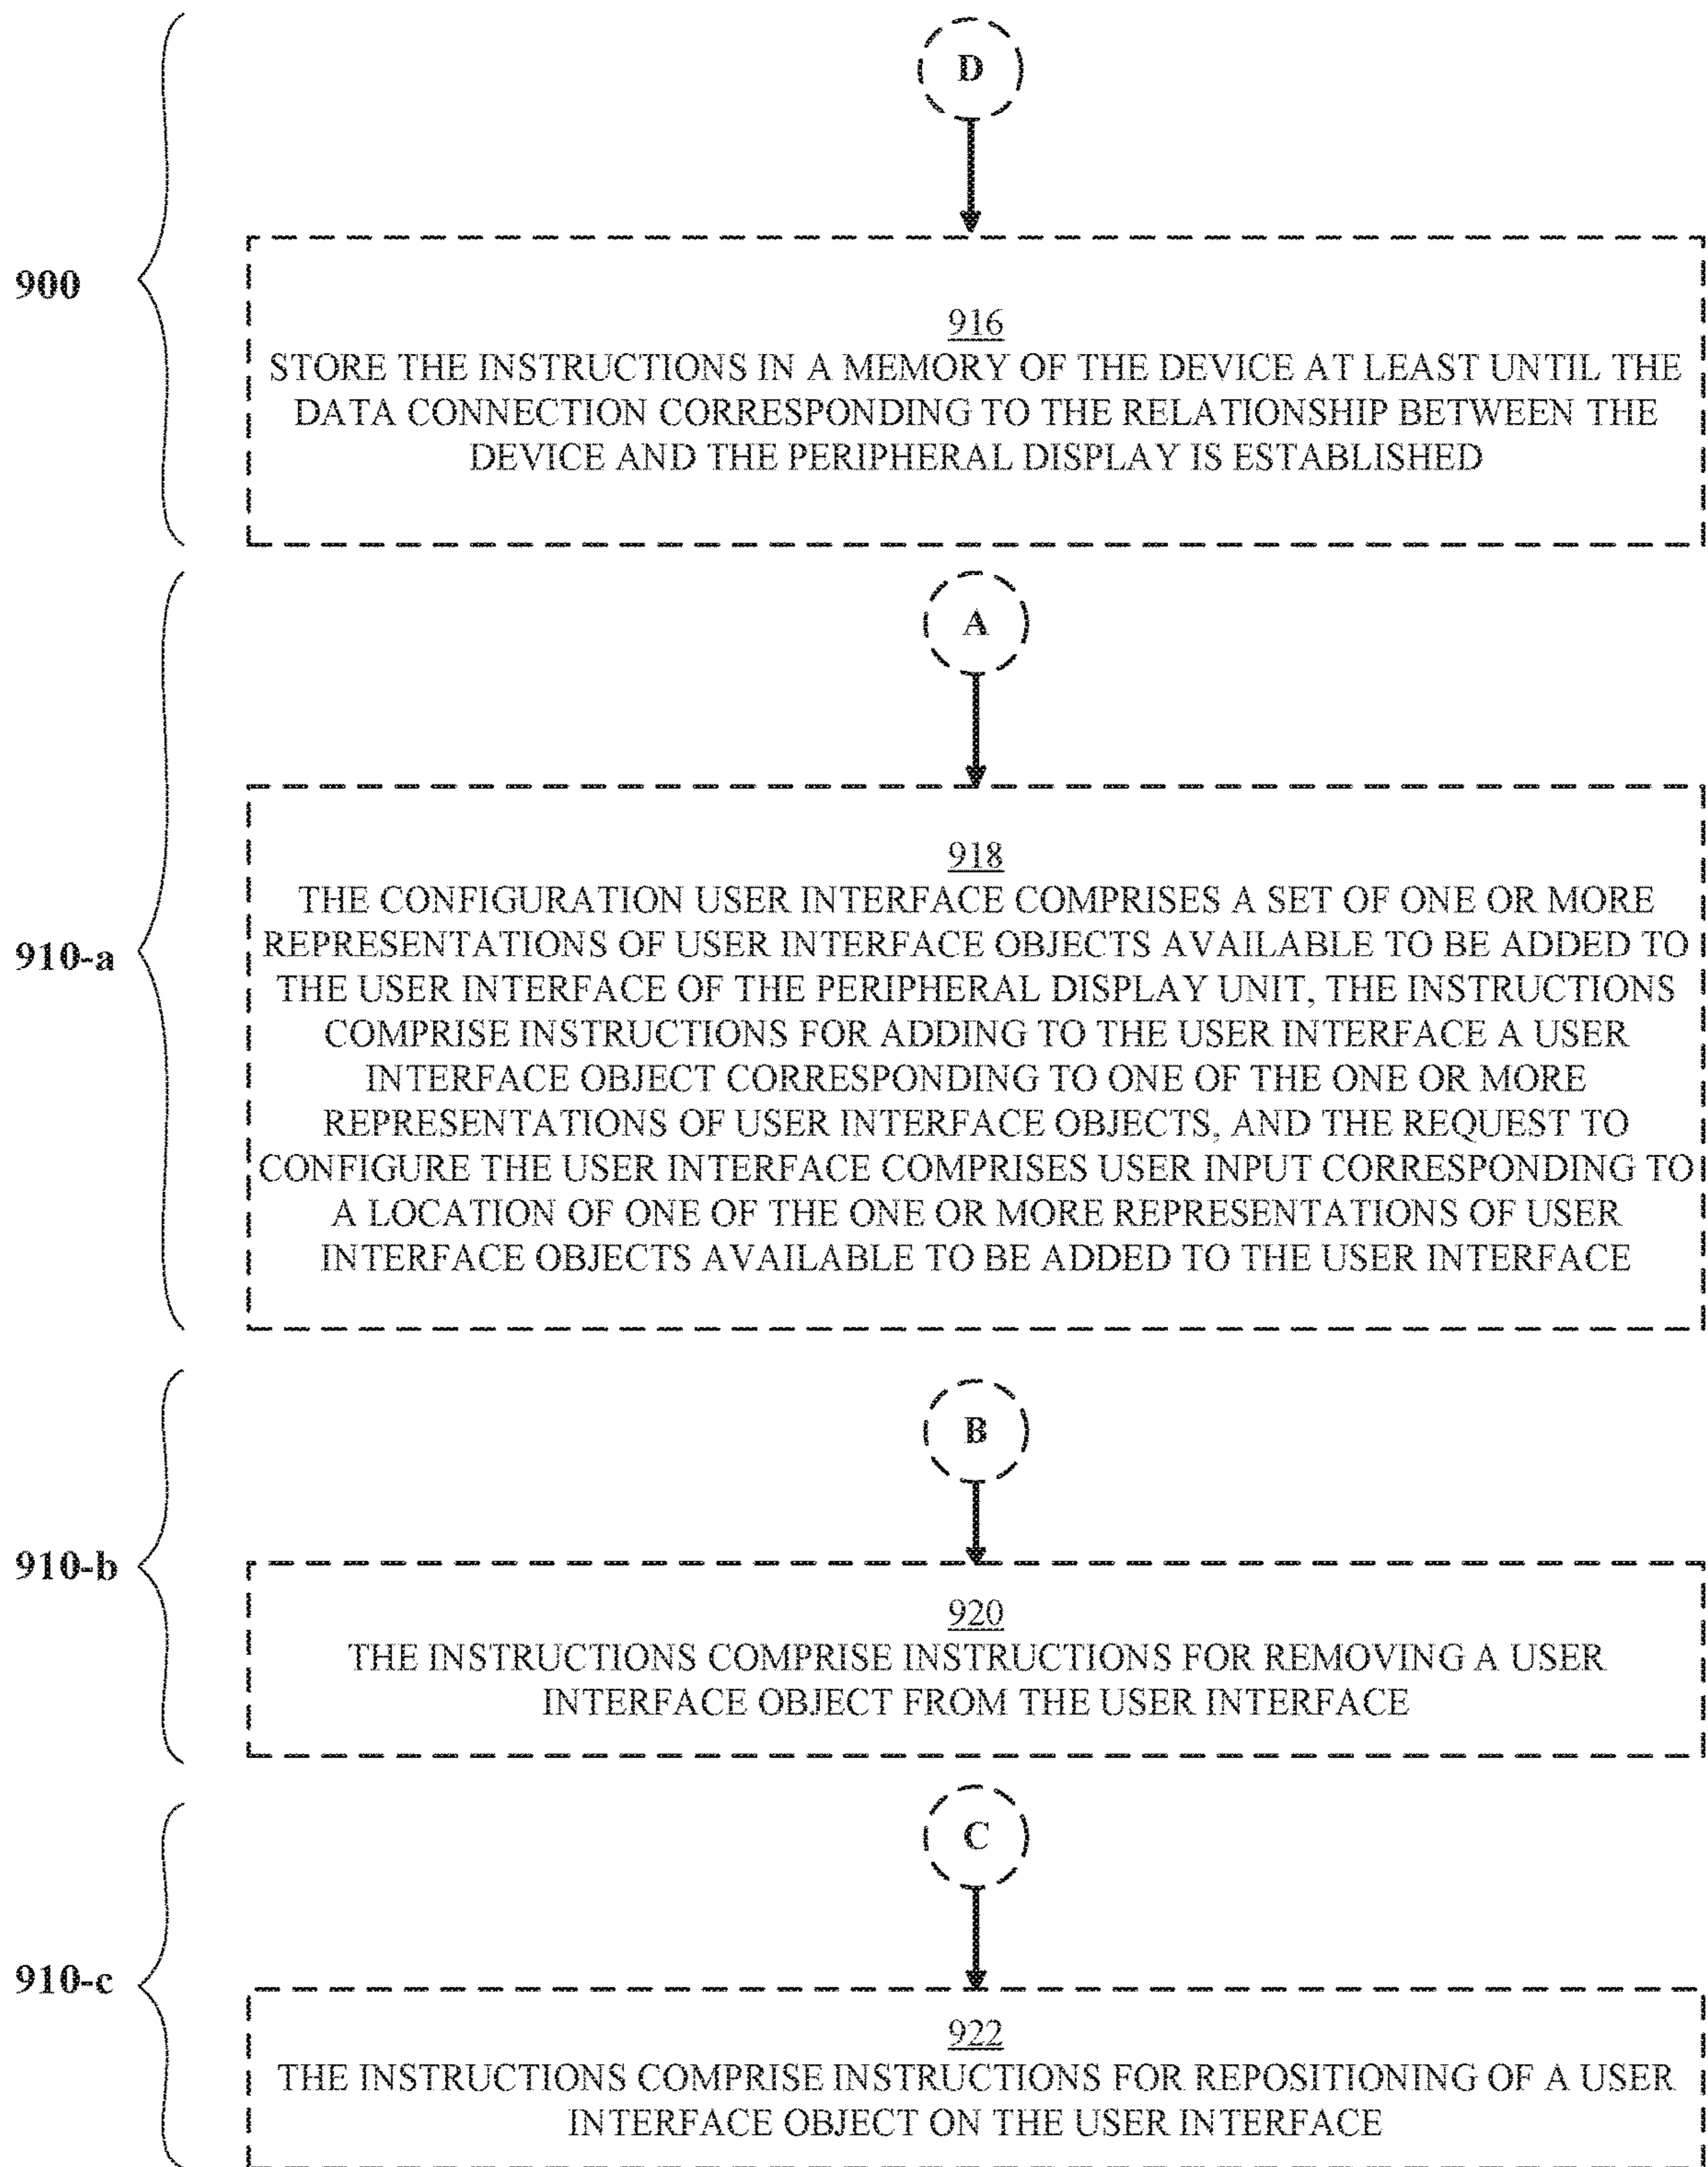 D
900
916
STORE THE INSTRUCTIONS IN A MEMORY OF THE DEVICE AT LEAST UNTIL THE
DATA CONNECTION CORRESPONDING TO THE RELATIONSHIP BETWEEN THE
DEVICE AND THE PERIPHERAL DISPLAY IS ESTABLISHED
A
910-a
918
THE CONFIGURATION USER INTERFACE COMPRISES A SET OF ONE OR MORE
REPRESENTATIONS OF USER INTERFACE OBJECTS AVAILABLE TO BE ADDED TO
THE USER INTERFACE OF THE PERIPHERAL DISPLAY UNIT, THE INSTRUCTIONS
COMPRISE INSTRUCTIONS FOR ADDING TO THE USER INTERFACE A USER
INTERFACE OBJECT CORRESPONDING TO ONE OF THE ONE OR MORE
REPRESENTATIONS OF USER INTERFACE OBJECTS, AND THE REQUEST TO
CONFIGURE THE USER INTERFACE COMPRISES USER INPUT CORRESPONDING TO
A LOCATION OF ONE OF THE ONE OR MORE REPRESENTATIONS OF USER
INTERFACE OBJECTS AVAILABLE TO BE ADDED TO THE USER INTERFACE
B
910-b
920
THE INSTRUCTIONS COMPRISE INSTRUCTIONS FOR REMOVING A USER
INTERFACE OBJECT FROM THE USER INTERFACE
C
910-c
922
THE INSTRUCTIONS COMPRISE INSTRUCTIONS FOR REPOSITIONING OF A USER
INTERFACE OBJECT ON THE USER INTERFACE